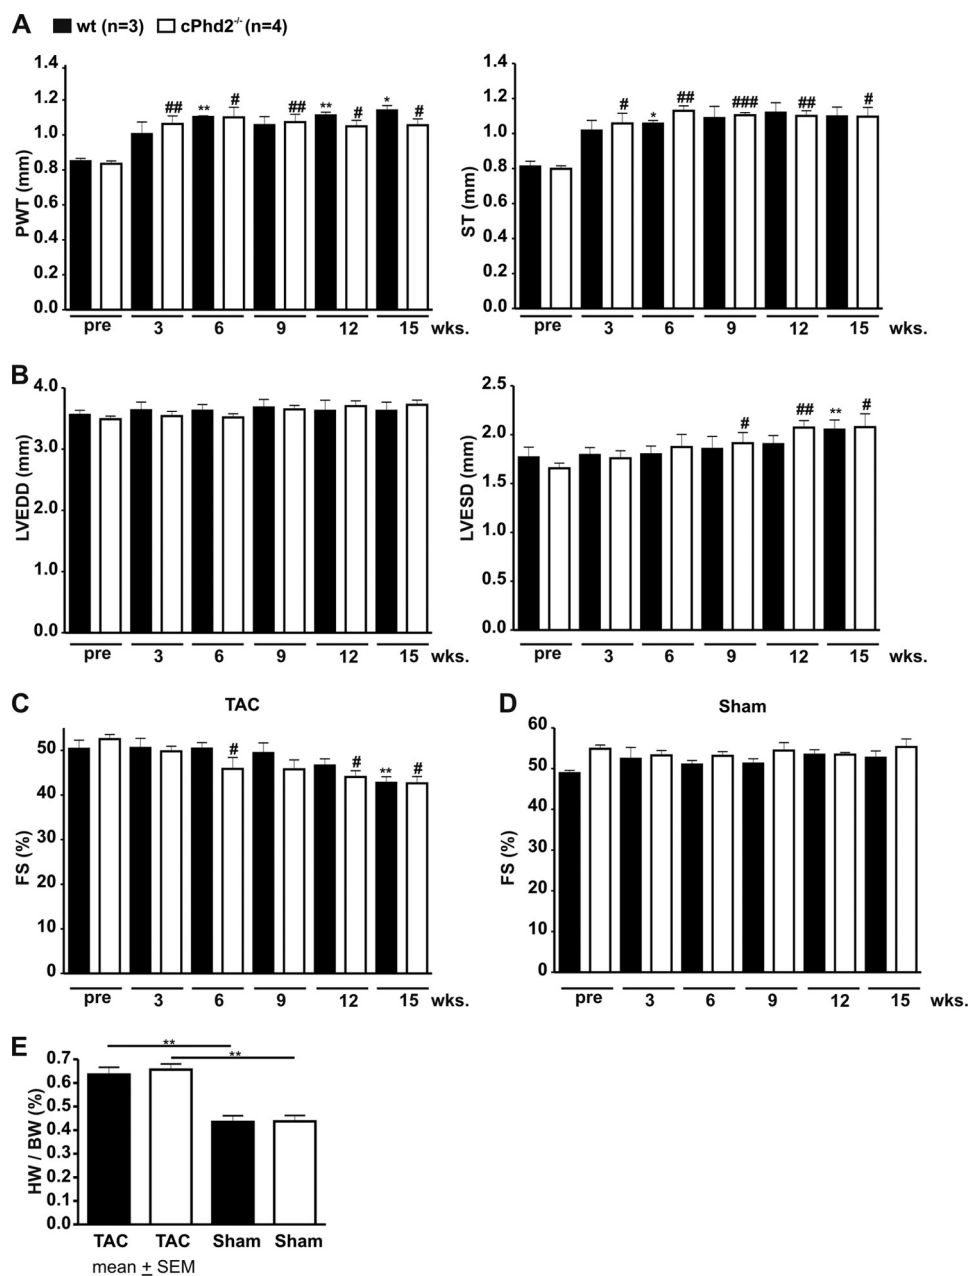 A wt (n=3) cPhd2-/- (n=4)
PWT (mm)
1.4
1.2
1.0
0.8
0.6
0.4
0.2
0.0
## ** # ## ** # * #
pre 3 6 9 12 15 wks.
ST (mm)
1.4
1.2
1.0
0.8
0.6
0.4
0.2
0.0
# * ## ### ## #
pre 3 6 9 12 15 wks.
B
LVEDD (mm)
4.0
3.0
2.0
1.0
0.0
pre 3 6 9 12 15 wks.
LVESD (mm)
2.5
2.0
1.5
1.0
0.5
0.0
# ## ** #
pre 3 6 9 12 15 wks.
C TAC
FS (%)
50
40
30
20
10
0
# # ** #
pre 3 6 9 12 15 wks.
D Sham
FS (%)
60
50
40
30
20
10
0
pre 3 6 9 12 15 wks.
E
HW / BW (%)
0.7
0.6
0.5
0.4
0.3
0.2
0.1
0.0
**
**
TAC TAC Sham Sham
mean ± SEM